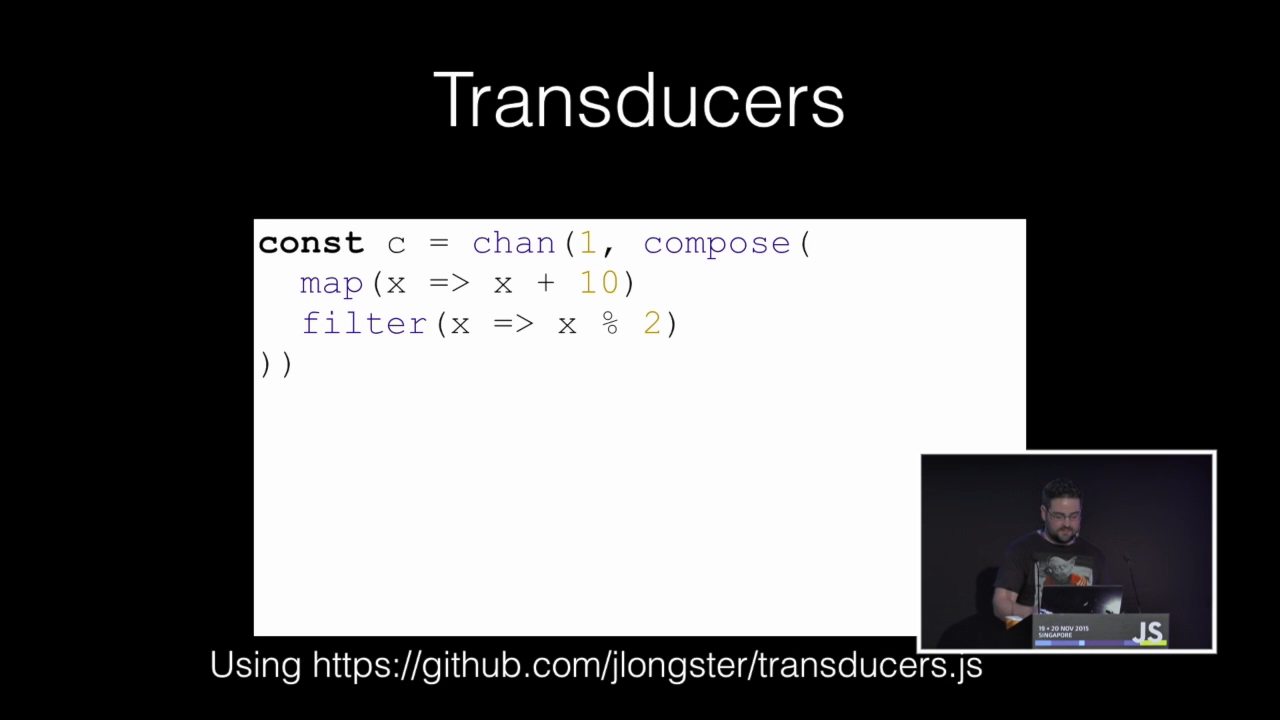 Transducers
const c = chan(1, compose(
  map(x => x + 10)
  filter(x => x % 2)
))
Using https://github.com/jlongster/transducers.js
19 + 20 NOV 2015
SINGAPORE
JS